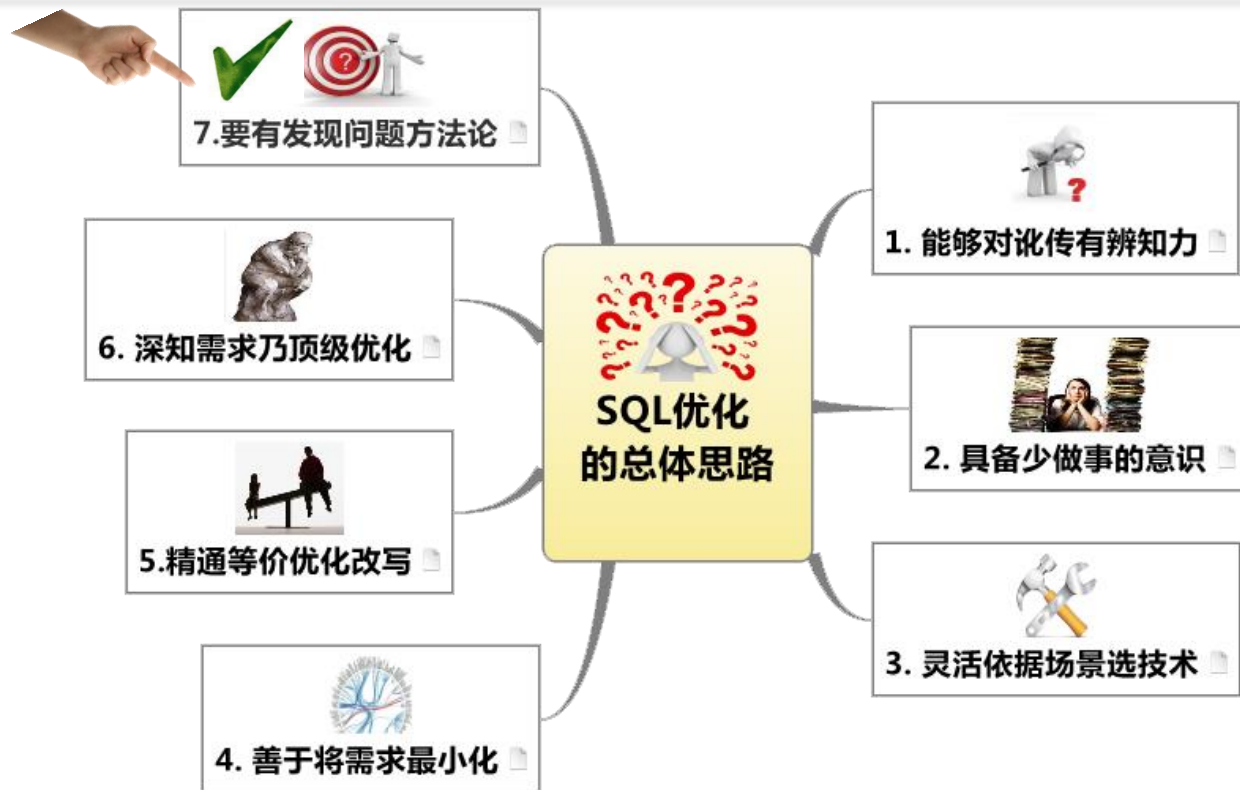 SQL优化
的总体思路
1. 能够对讹传有辨知力
2. 具备少做事的意识
3. 灵活依据场景选技术
4. 善于将需求最小化
5.精通等价优化改写
6. 深知需求乃顶级优化
7.要有发现问题方法论